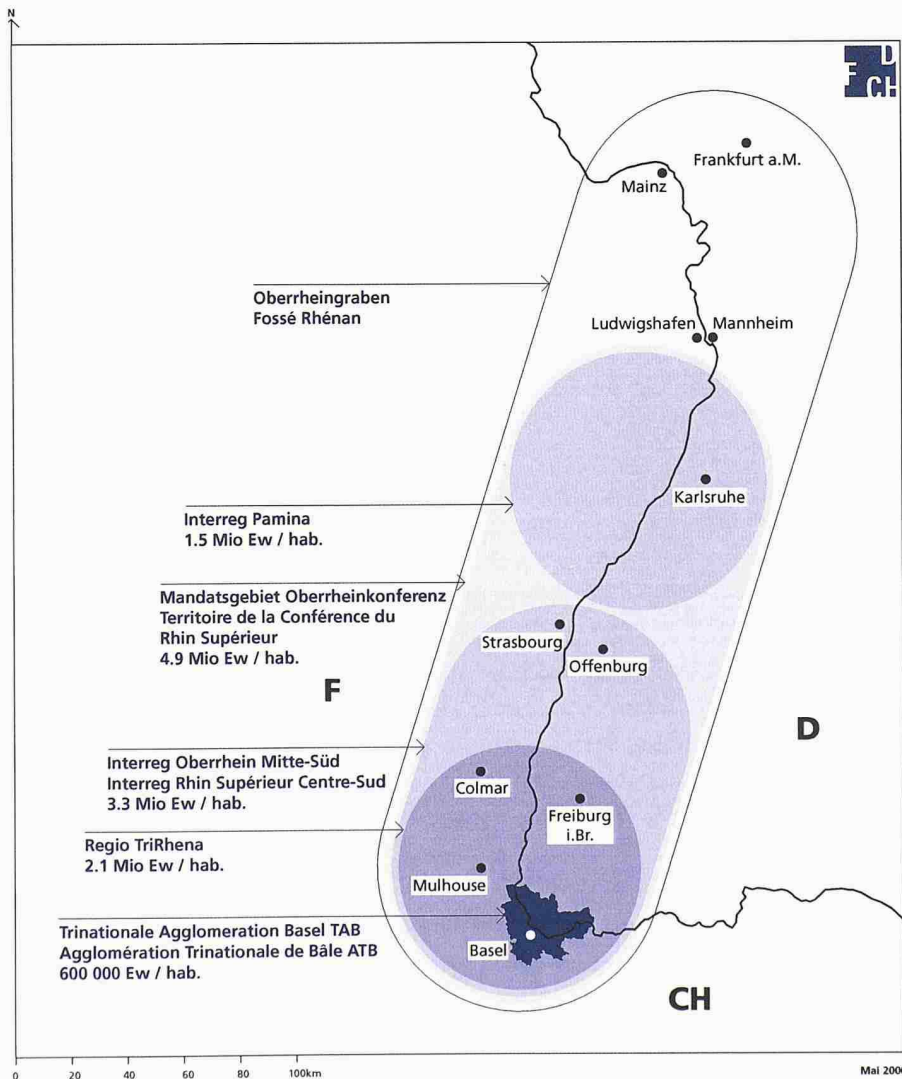 N
F
D
CH
Frankfurt a.M.
Mainz
Oberrheingraben
Fossé Rhénan
Ludwigshafen
Mannheim
Karlsruhe
Interreg Pamina
1.5 Mio Ew / hab.
Mandatsgebiet Oberrheinkonferenz
Territoire de la Conférence du
Rhin Supérieur
4.9 Mio Ew / hab.
Strasbourg
Offenburg
F
D
Interreg Oberrhein Mitte-Süd
Interreg Rhin Supérieur Centre-Sud
3.3 Mio Ew / hab.
Colmar
Freiburg
i.Br.
Regio TriRhena
2.1 Mio Ew / hab.
Mulhouse
Trinationale Agglomeration Basel TAB
Agglomération Trinationale de Bâle ATB
600 000 Ew / hab.
Basel
CH
0 20 40 60 80 100km
Mai 200